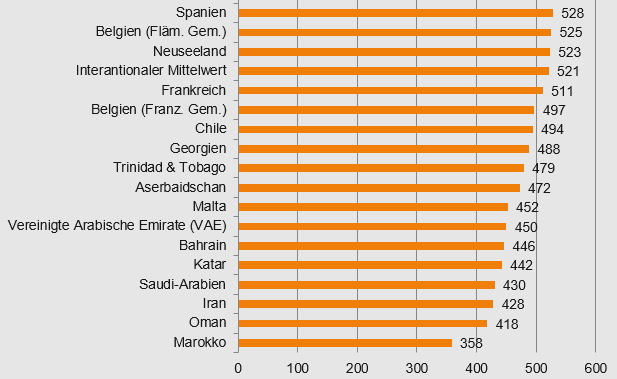 Spanien 528
Belgien (Fläm. Gem.) 525
Neuseeland 523
Interantionaler Mittelwert 521
Frankreich 511
Belgien (Franz. Gem.) 497
Chile 494
Georgien 488
Trinidad & Tobago 479
Aserbaidschan 472
Malta 452
Vereinigte Arabische Emirate (VAE) 450
Bahrain 446
Katar 442
Saudi-Arabien 430
Iran 428
Oman 418
Marokko 358
0 100 200 300 400 500 600